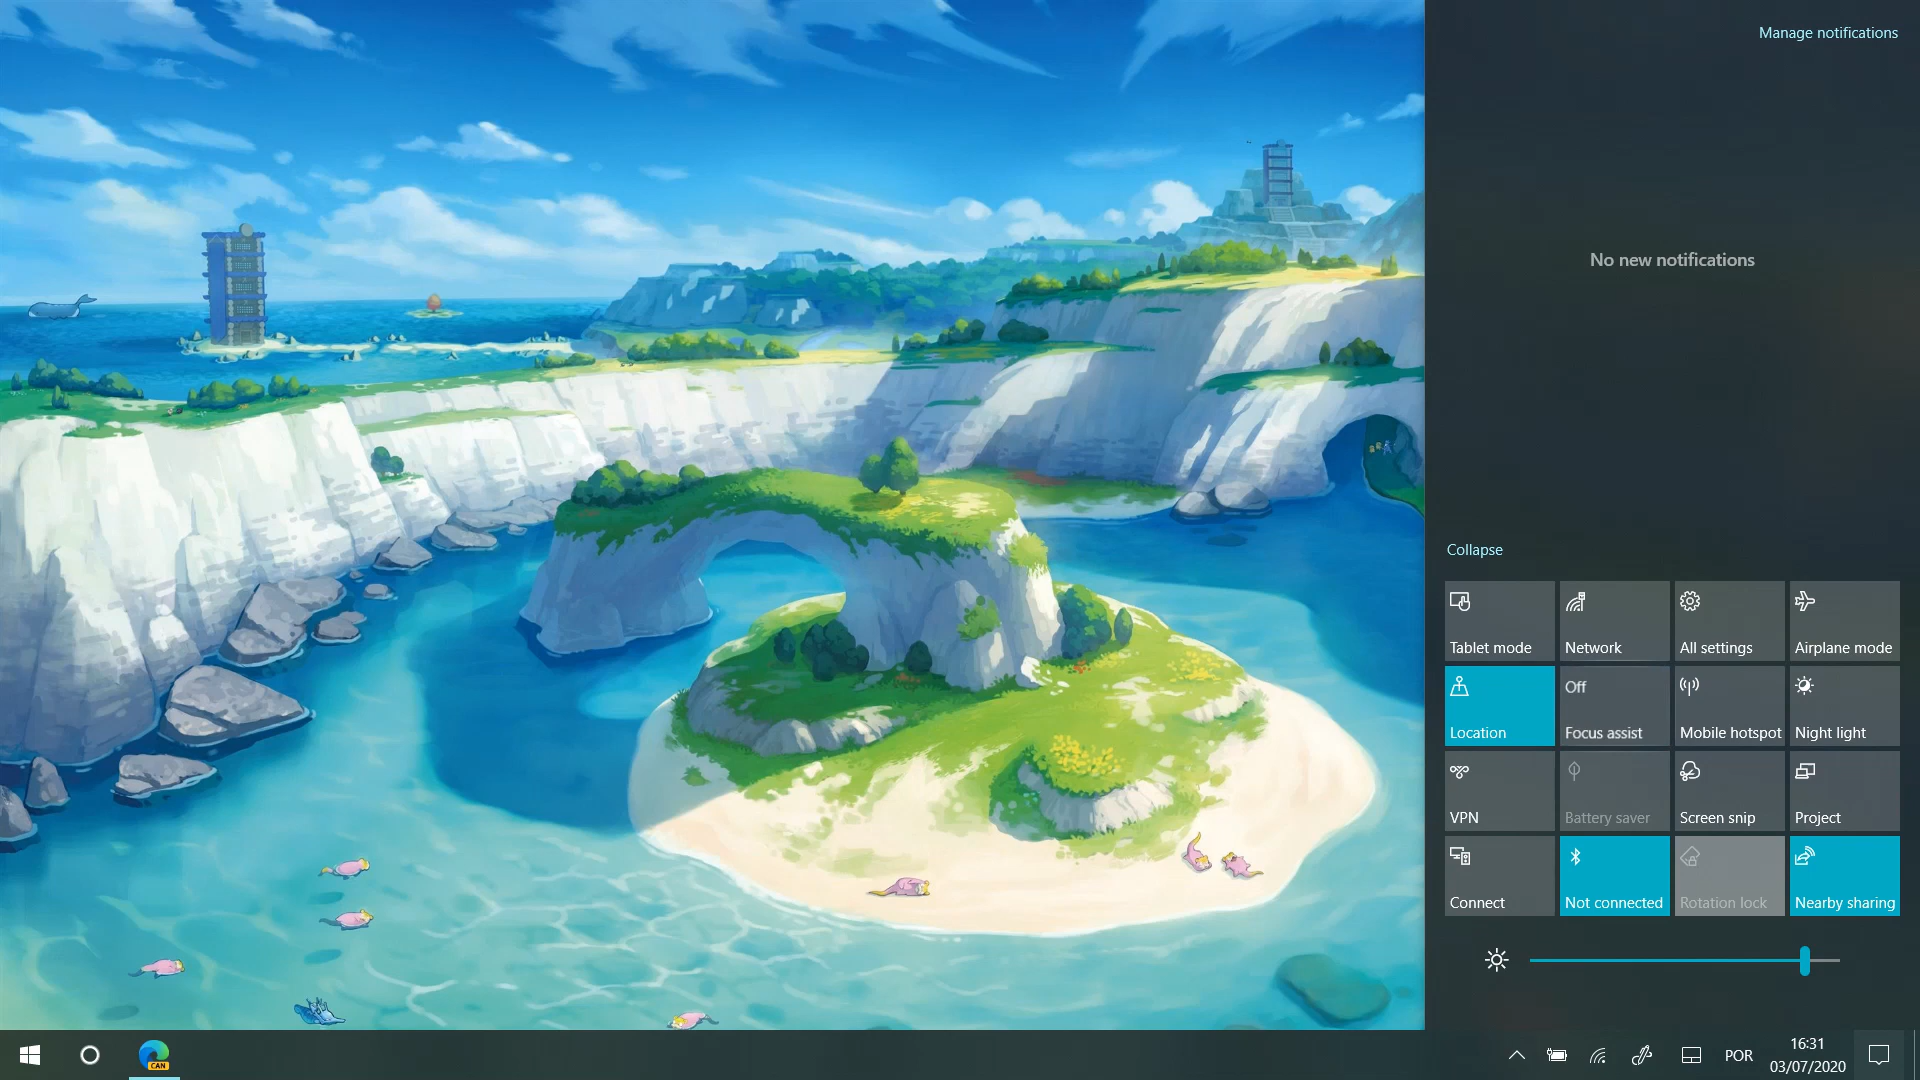 Manage notifications
No new notifications
Collapse
Tablet mode
Network
All settings
Airplane mode
Location
Off
Focus assist
Mobile hotspot
Night light
VPN
Battery saver
Screen snip
Project
Connect
Not connected
Rotation lock
Nearby sharing
CAN
POR
16:31
03/07/2020